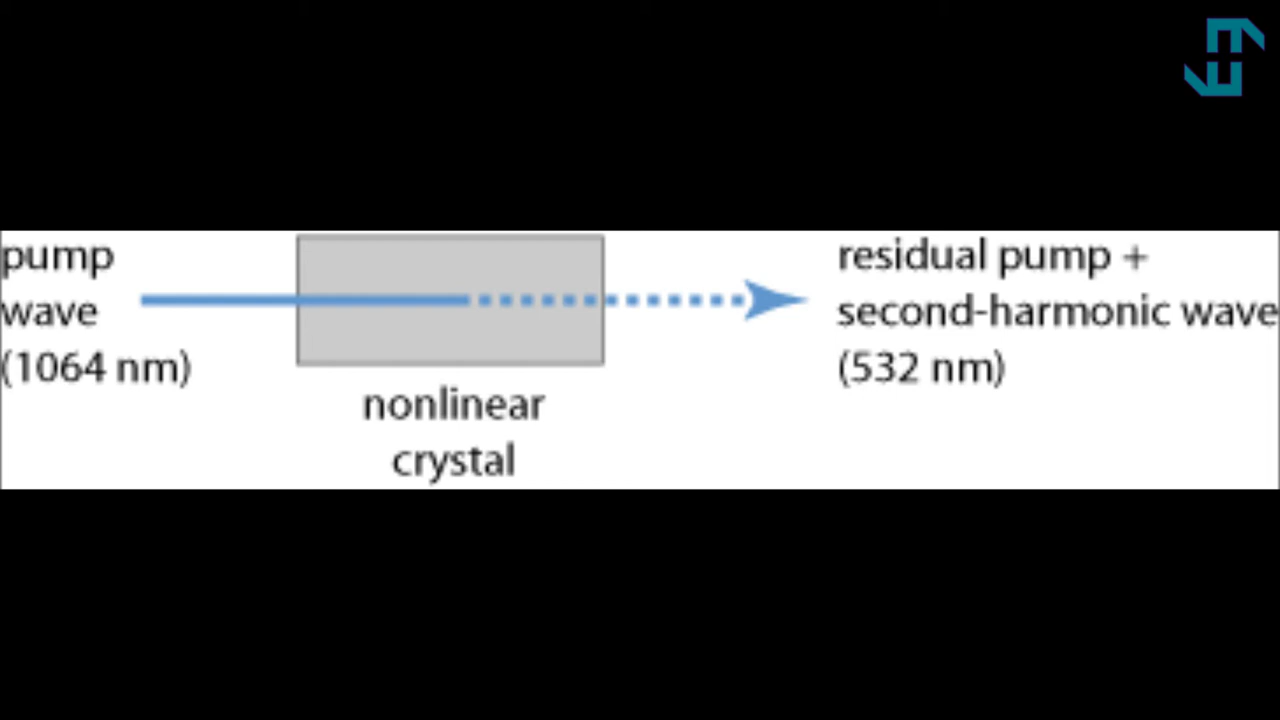 pump
wave
(1064 nm)
nonlinear
crystal
residual pump +
second-harmonic wave
(532 nm)